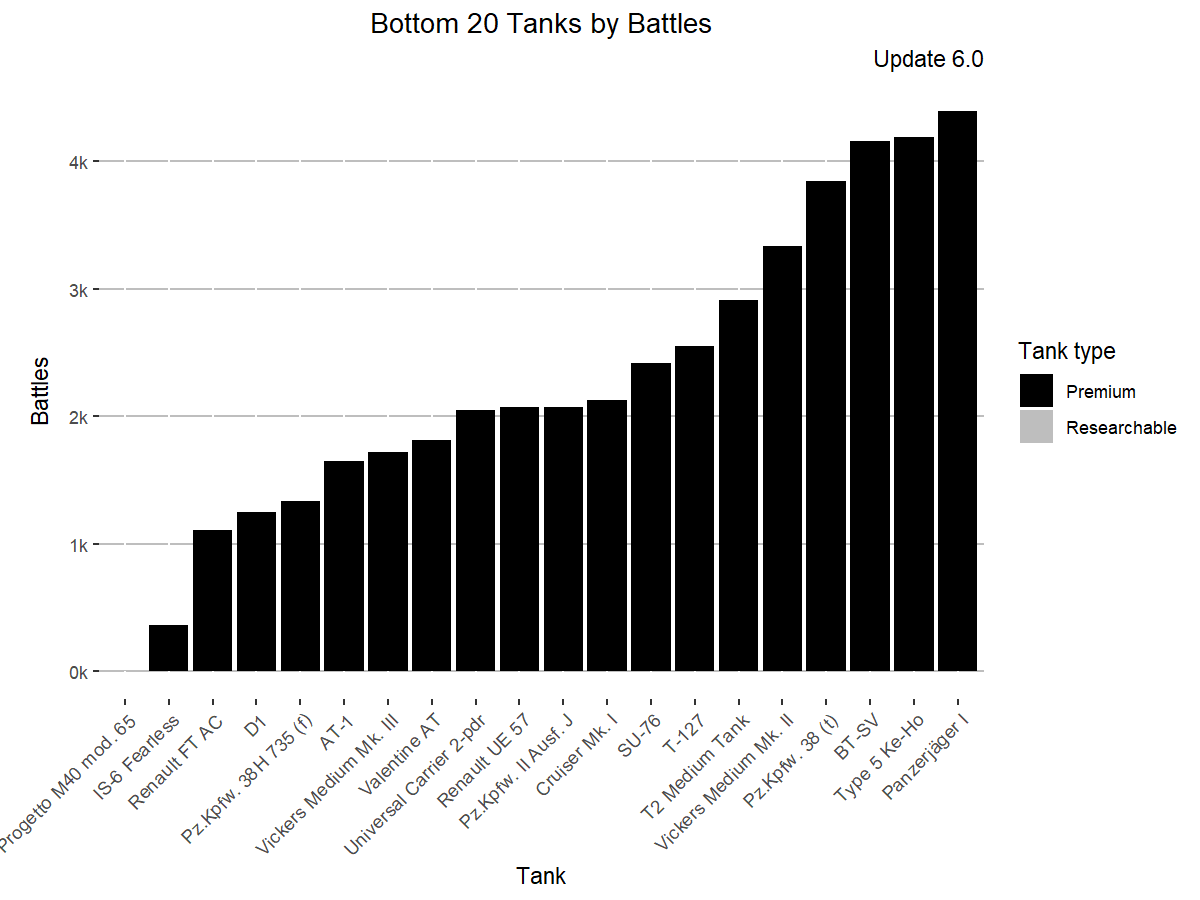 Bottom 20 Tanks by Battles
Update 6.0
4k
3k
2k
1k
0k
Battles
Progetto M40 mod. 65
IS-6 Fearless
Renault FT AC
D1
Pz.Kpfw. 38H 735 (f)
AT-1
Vickers Medium Mk. III
Valentine AT
Universal Carrier 2-pdr
Renault UE 57
Pz.Kpfw. II Ausf. J
Cruiser Mk. I
SU-76
T-127
T2 Medium Tank
Vickers Medium Mk. II
Pz.Kpfw. 38 (t)
BT-SV
Type 5 Ke-Ho
Panzerjäger I
Tank
Tank type
Premium
Researchable